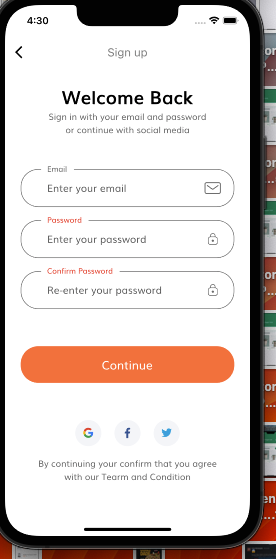 4:30
Sign up
Welcome Back
Sign in with your email and password
or continue with social media
Email
Enter your email
Password
Enter your password
Confirm Password
Re-enter your password
Continue
By continuing your confirm that you agree
with our Tearm and Condition